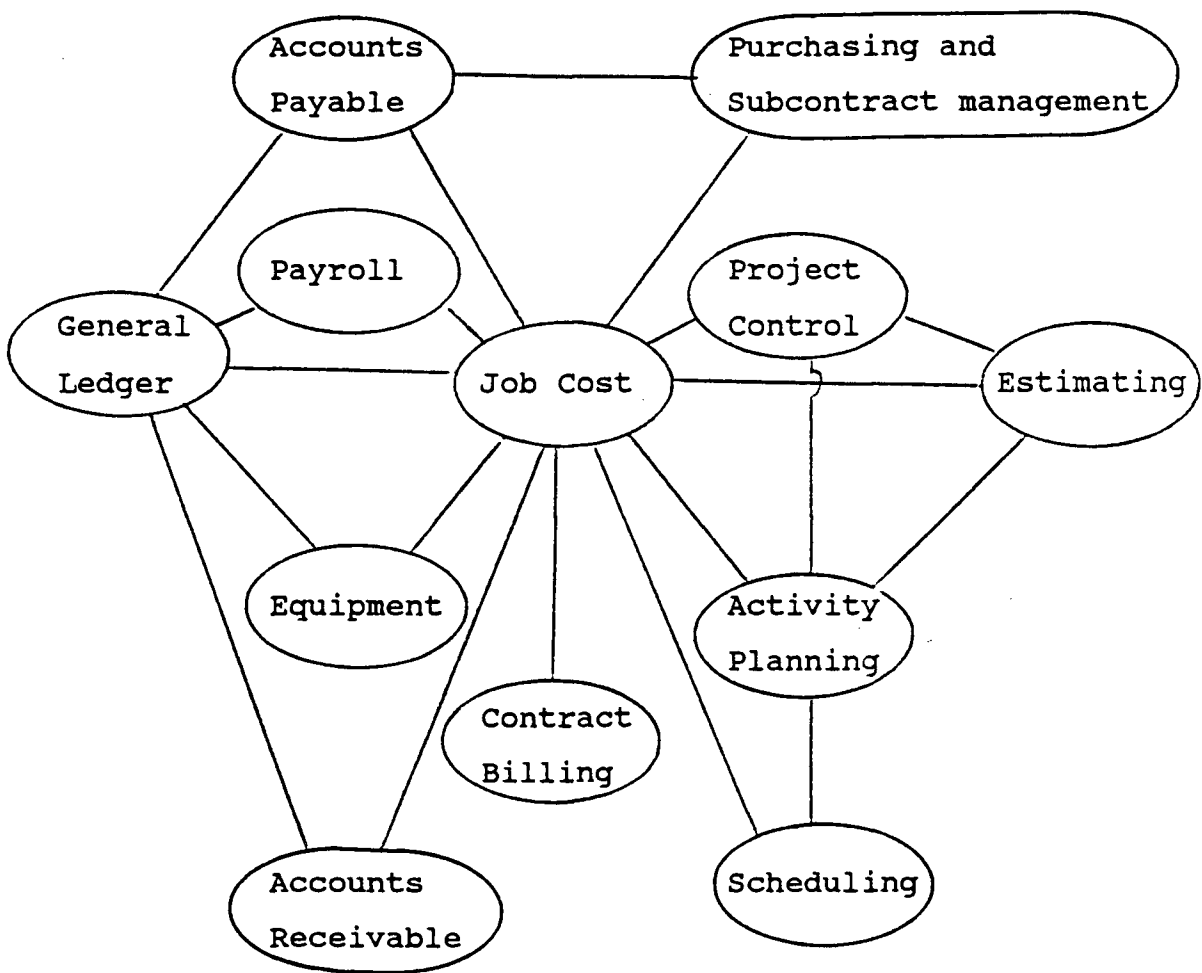 Accounts
Payable
Purchasing and
Subcontract management
Payroll
Project
Control
General
Ledger
Job Cost
Estimating
Equipment
Activity
Planning
Contract
Billing
Accounts
Receivable
Scheduling